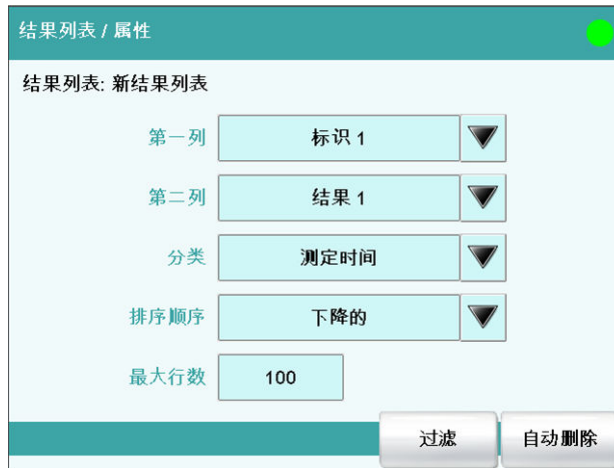 结果列表 / 属性
结果列表: 新结果列表
第一列 标识 1
第二列 结果 1
分类 测定时间
排序顺序 下降的
最大行数 100
过滤 自动删除